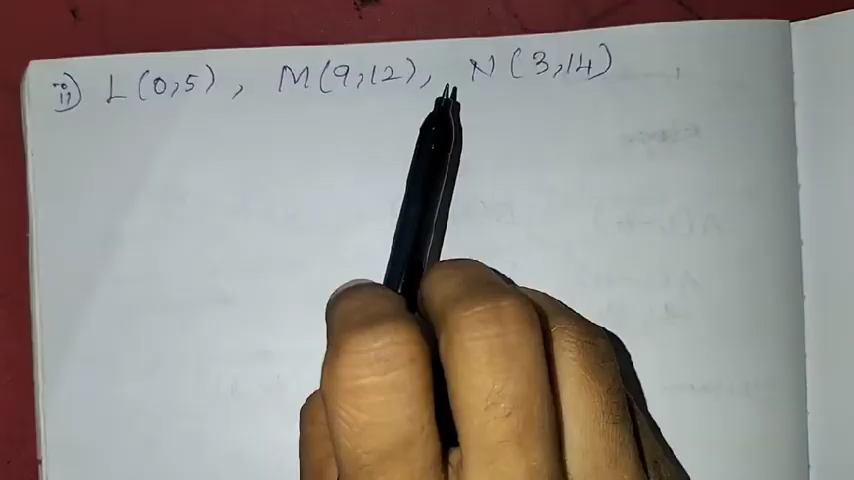 ii) L(0,5), M(9,12), N(3,14)